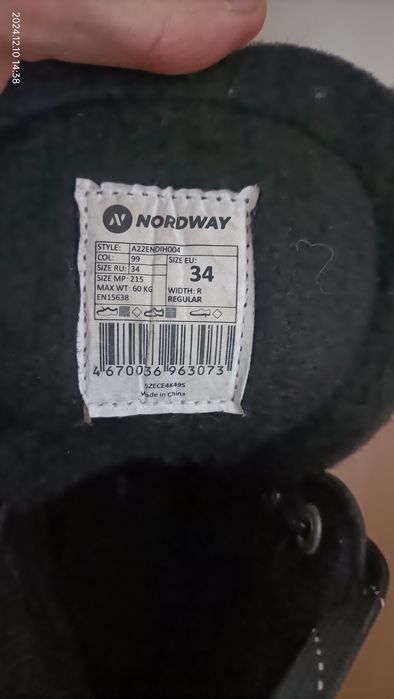 2024.12.10 14:38
NORDWAY
STYLE: A22ENDIH004
COL: 99
SIZE RU: 34
SIZE MP: 215
MAX WT: 60 KG
EN15638
SIZE EU:
34
WIDTH: R
REGULAR
4 670036 963073
SZECE4K49S
Made in China